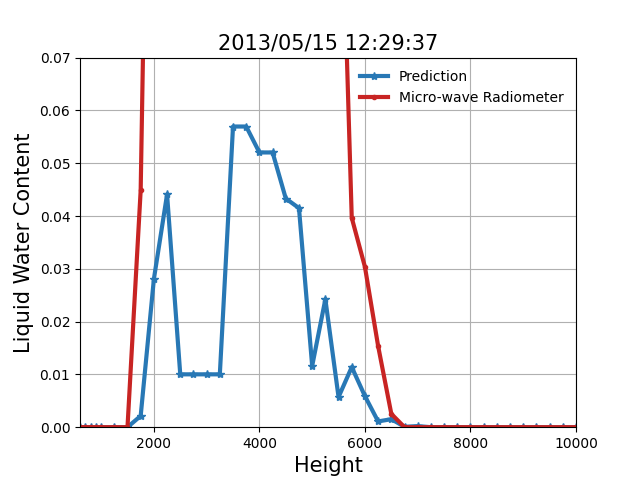 2013/05/15 12:29:37
Prediction
Micro-wave Radiometer
Liquid Water Content
0.07
0.06
0.05
0.04
0.03
0.02
0.01
0.00
2000 4000 6000 8000 10000
Height